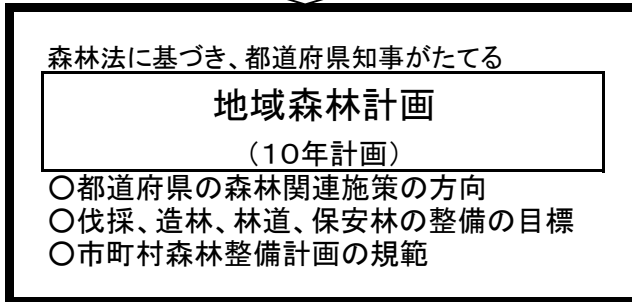 森林法に基づき、都道府県知事がたてる
地域森林計画
（１０年計画）
○都道府県の森林関連施策の方向
○伐採、造林、林道、保安林の整備の目標
○市町村森林整備計画の規範